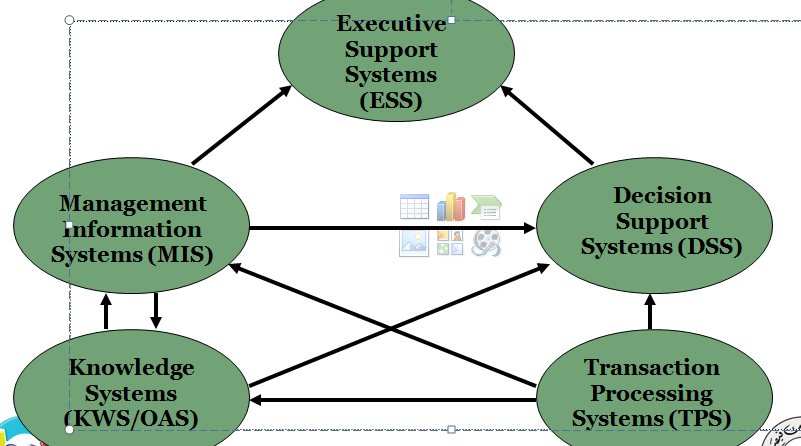 Executive
Support
Systems
(ESS)
Management
Information
Systems (MIS)
Decision
Support
Systems (DSS)
Knowledge
Systems
(KWS/OAS)
Transaction
Processing
Systems (TPS)